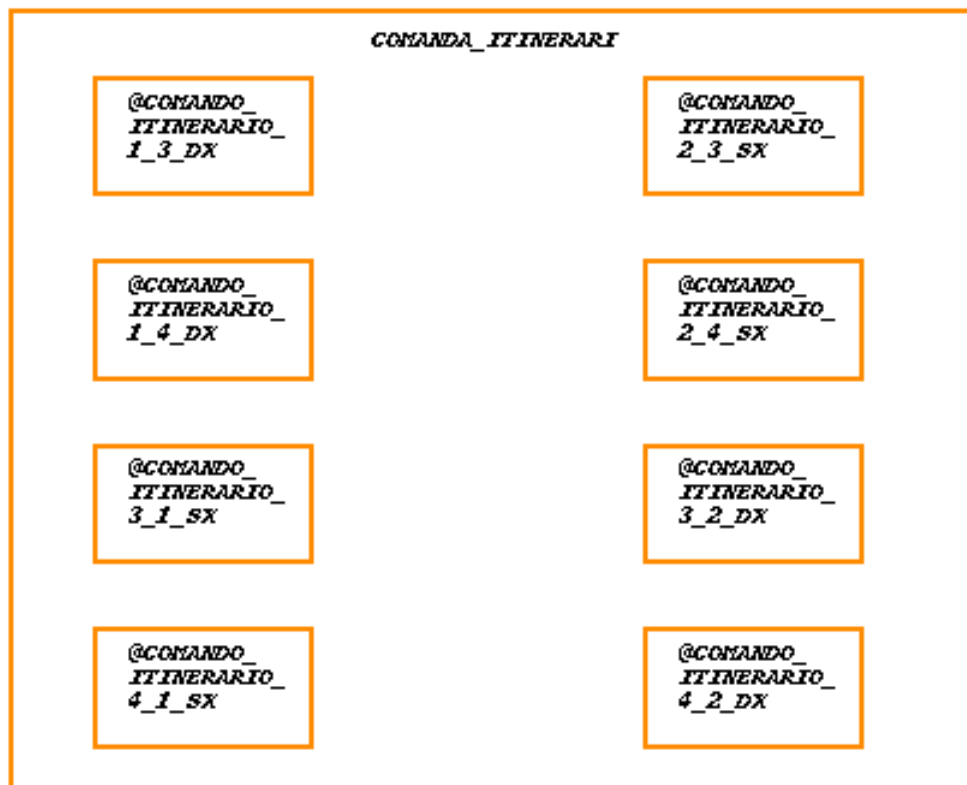 COMANDA_ITINERARI
@COMANDO_
ITINERARIO_
1_3_DX
@COMANDO_
ITINERARIO_
2_3_SX
@COMANDO_
ITINERARIO_
1_4_DX
@COMANDO_
ITINERARIO_
2_4_SX
@COMANDO_
ITINERARIO_
3_1_SX
@COMANDO_
ITINERARIO_
3_2_DX
@COMANDO_
ITINERARIO_
4_1_SX
@COMANDO_
ITINERARIO_
4_2_DX